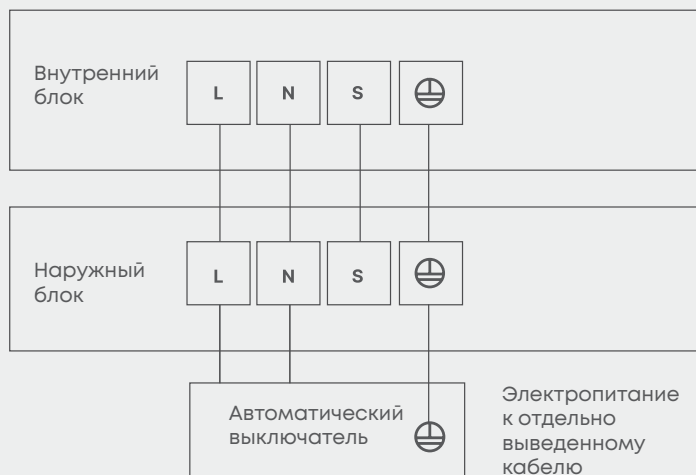 Внутренний
блок
L N S
Наружный
блок
L N S
Автоматический
выключатель
Электропитание
к отдельно
выведенному
кабелю